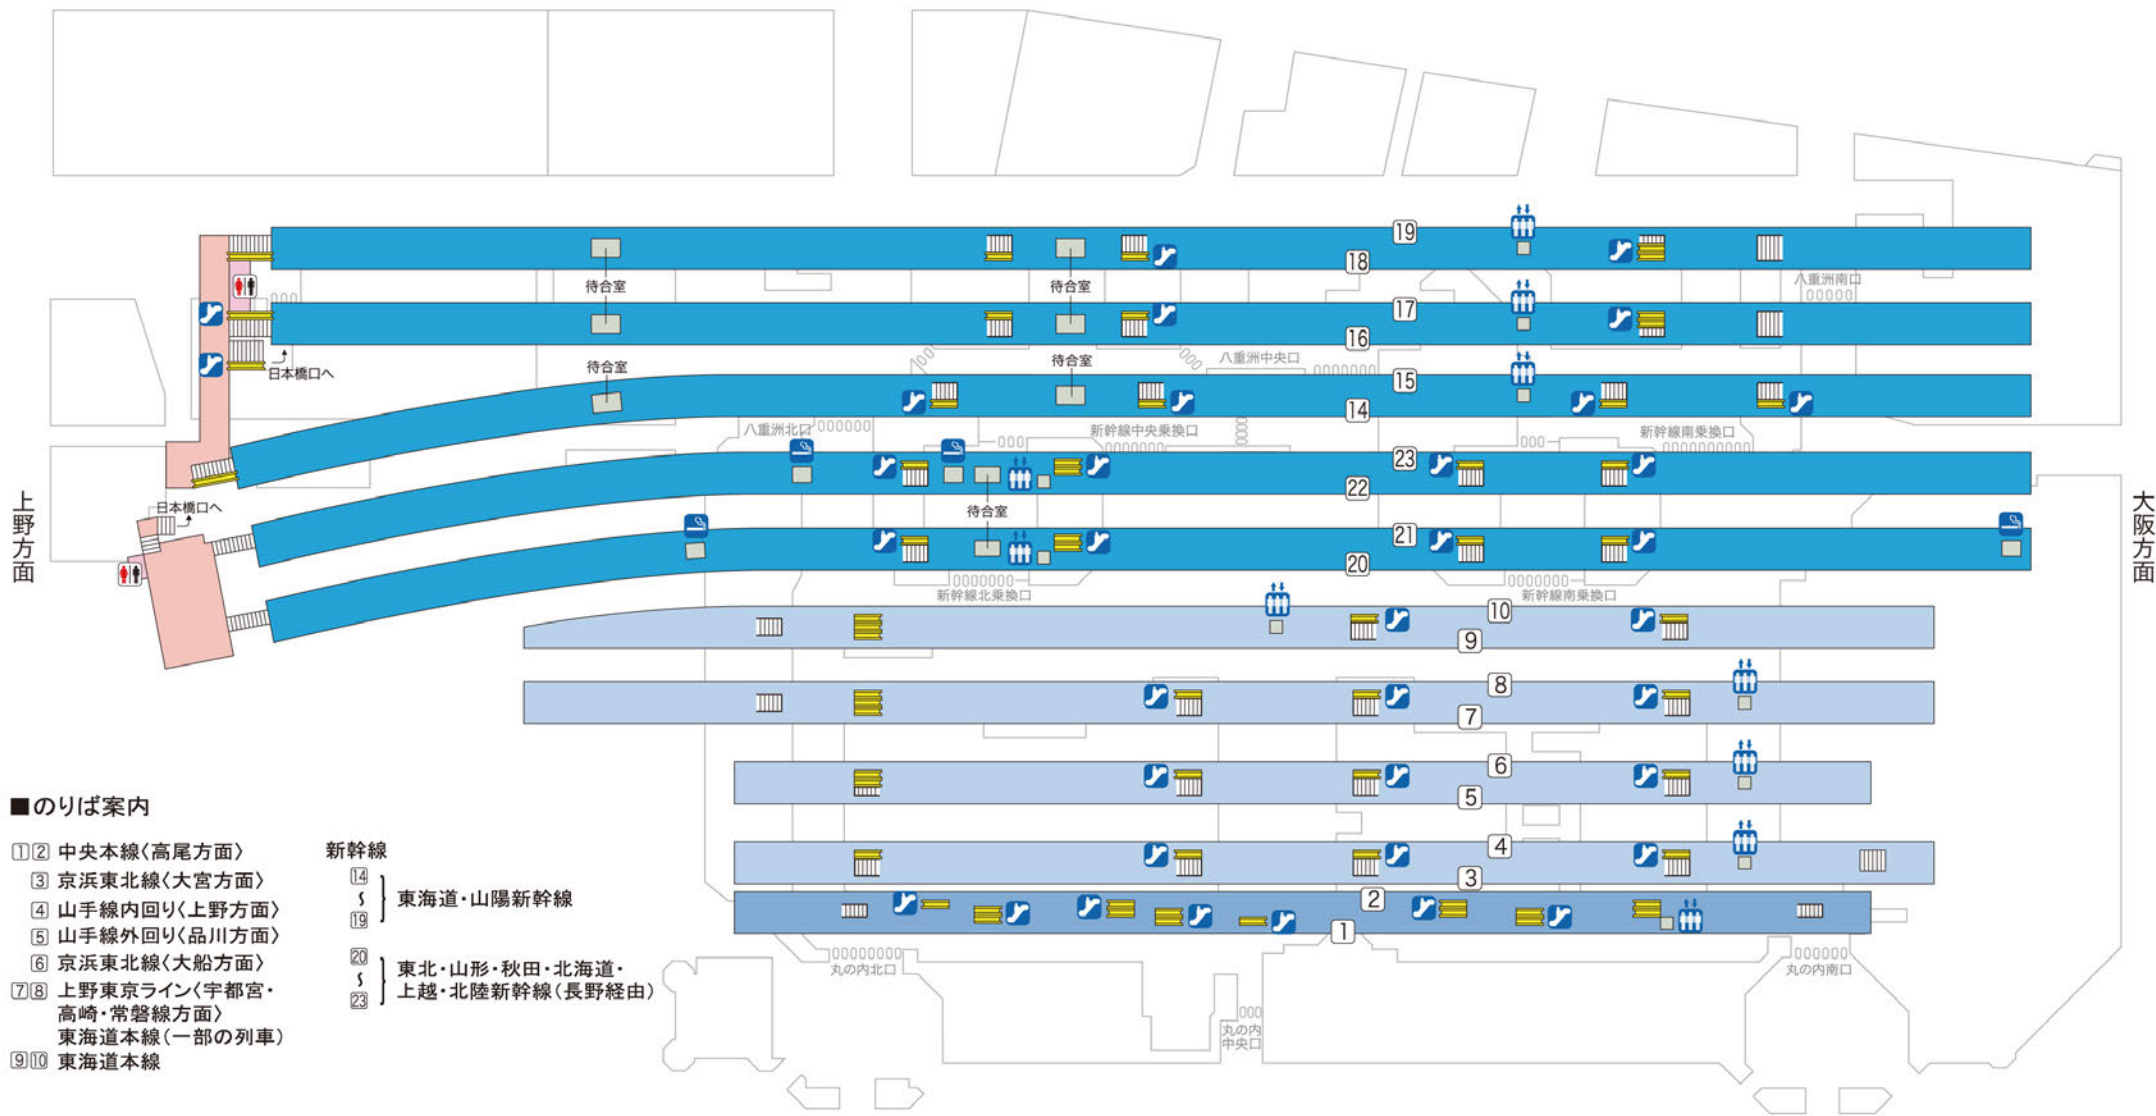 19
18
待合室
待合室
八重洲南口
17
16
八重洲中央口
日本橋口へ
待合室
待合室
15
14
八重洲北口
新幹線中央乗換口
新幹線南乗換口
23
22
上野方面
大阪方面
日本橋口へ
待合室
21
20
新幹線北乗換口
新幹線南乗換口
10
9
8
7
6
5
4
3
2
1
丸の内北口
丸の内南口
丸の内
中央口
■のりば案内
1 2 中央本線〈高尾方面〉
3 京浜東北線〈大宮方面〉
4 山手線内回り〈上野方面〉
5 山手線外回り〈品川方面〉
6 京浜東北線〈大船方面〉
7 8 上野東京ライン〈宇都宮・
高崎・常磐線方面〉
東海道本線(一部の列車)
9 10 東海道本線
新幹線
14
〜
19
東海道・山陽新幹線
20
〜
23
東北・山形・秋田・北海道・
上越・北陸新幹線(長野経由)